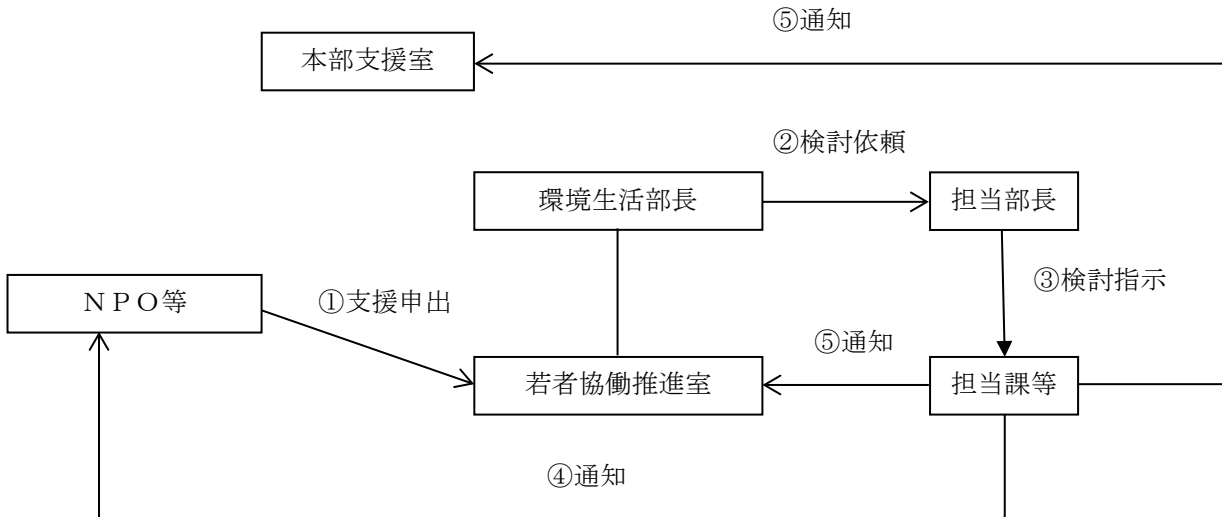 ⑤通知
本部支援室
②検討依頼
環境生活部長
担当部長
③検討指示
ＮＰＯ等
①支援申出
⑤通知
若者協働推進室
担当課等
④通知